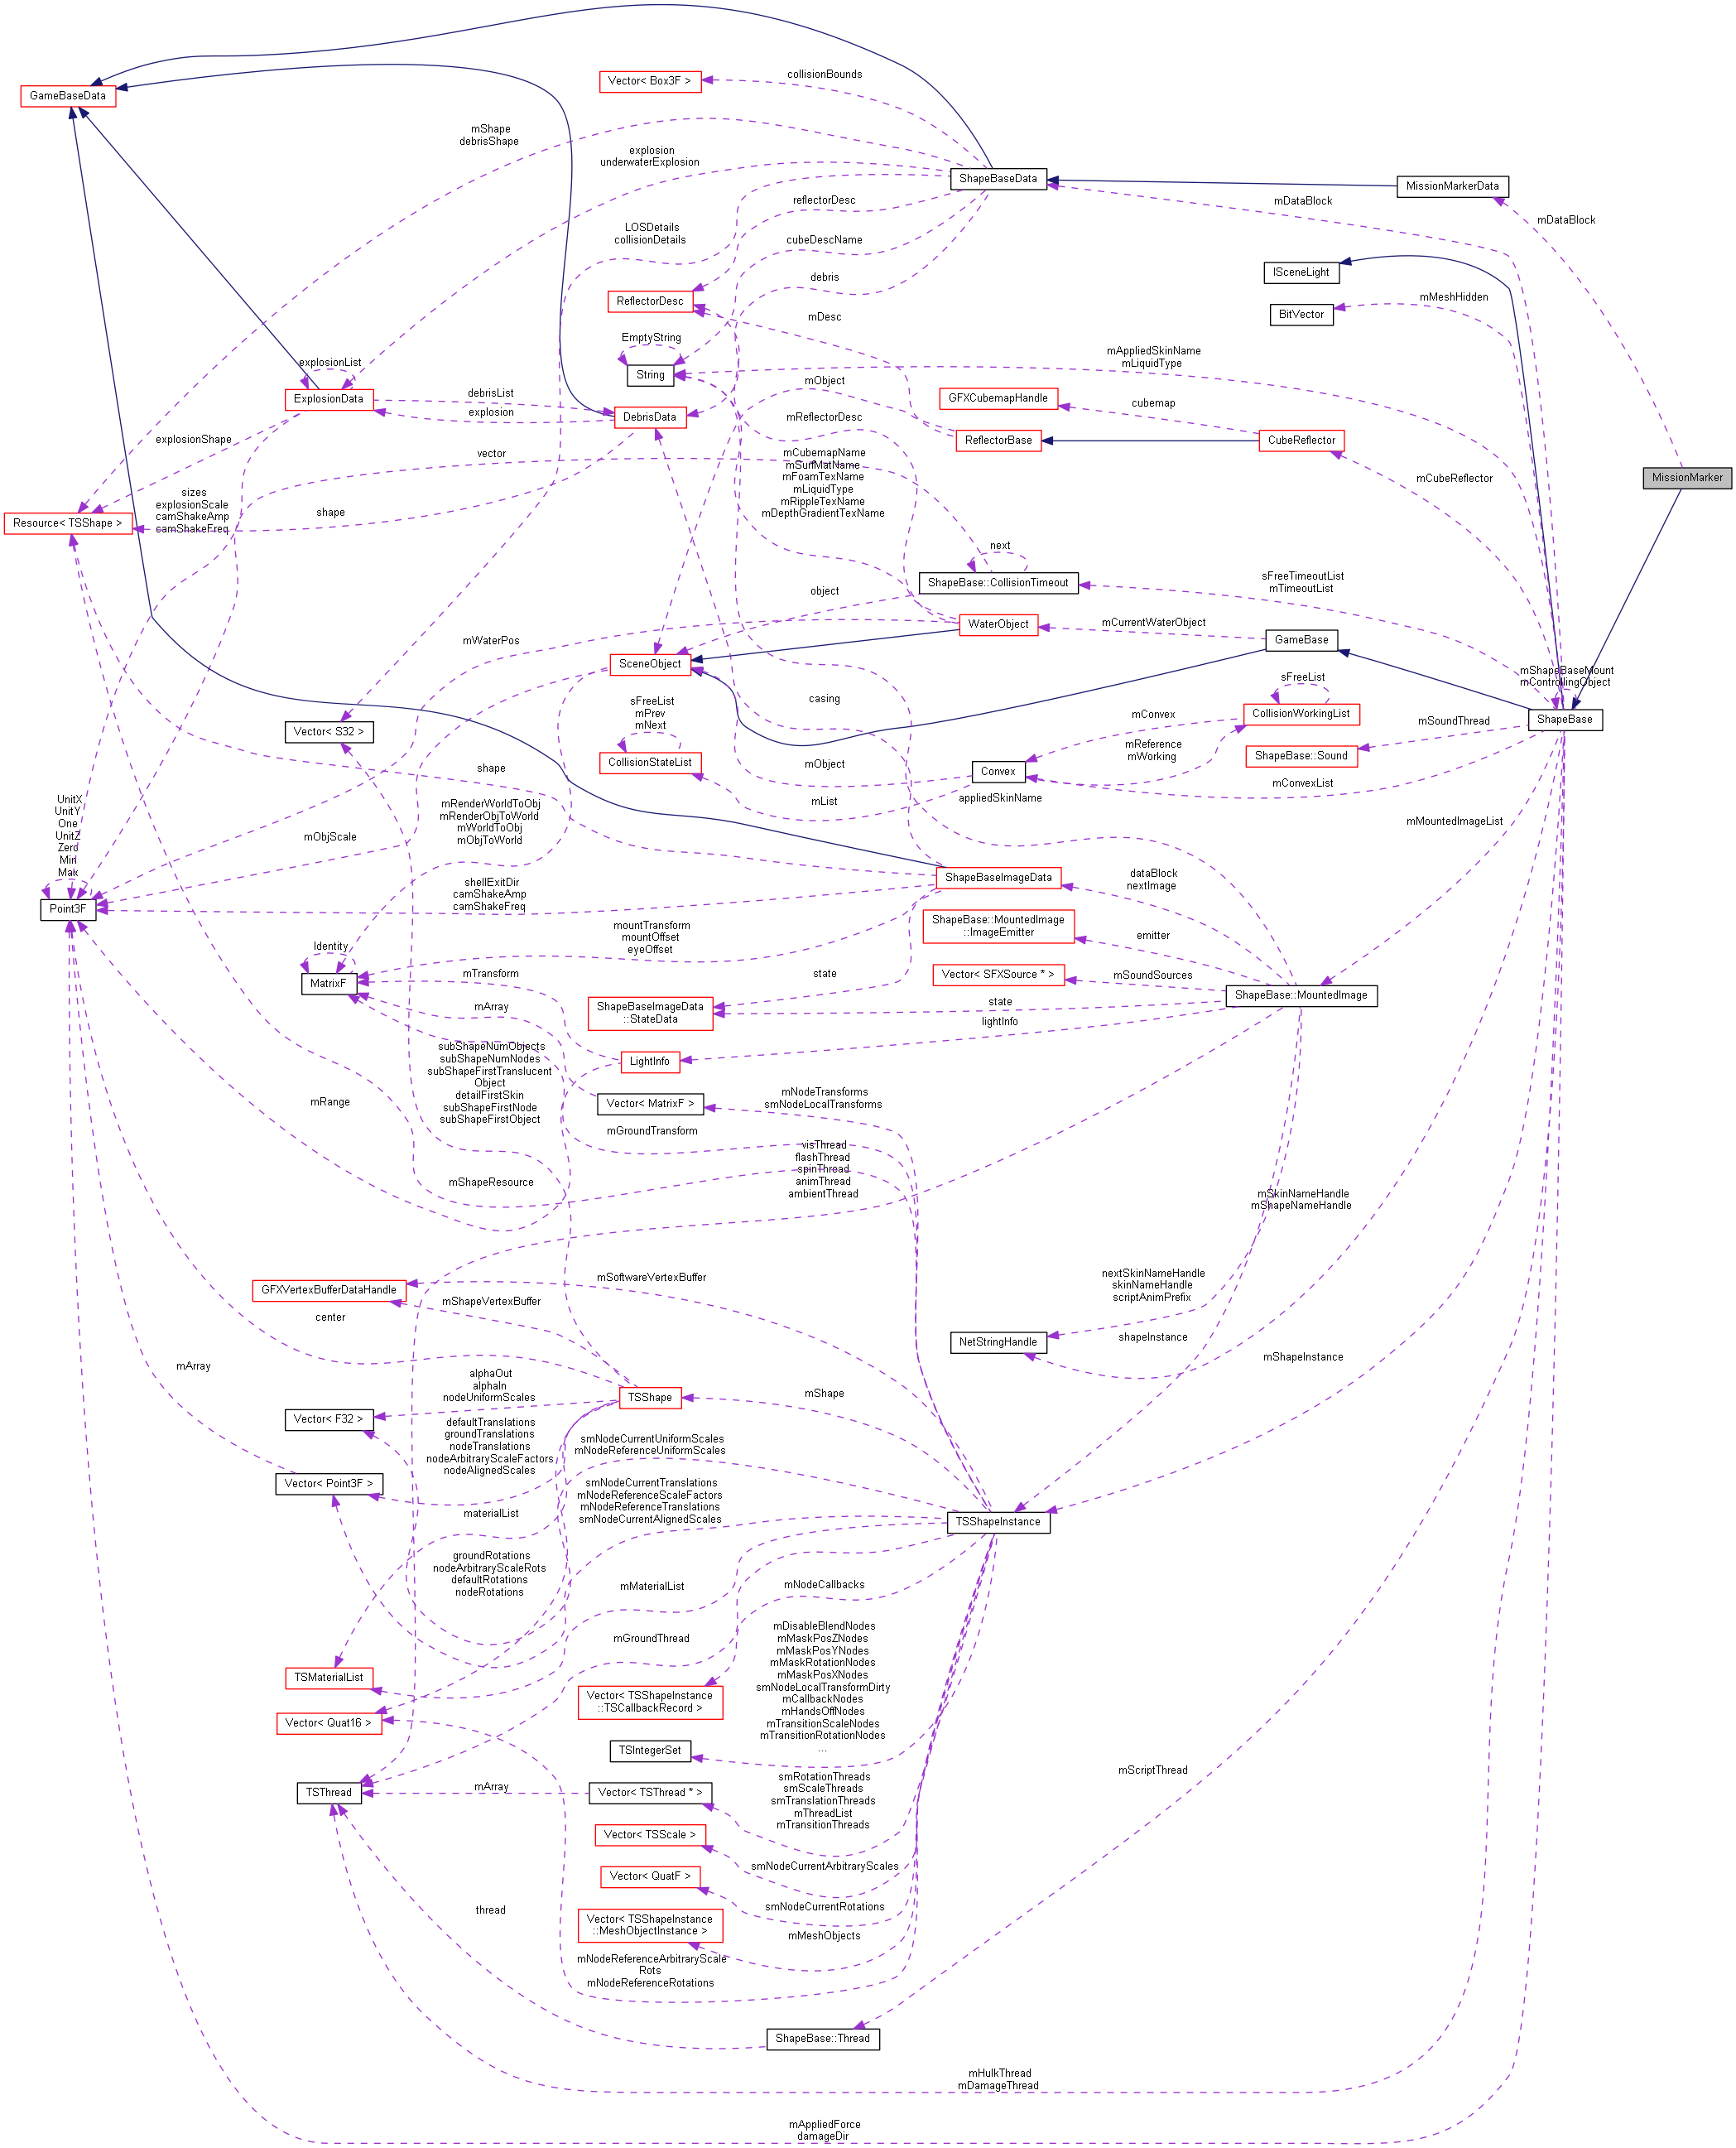 collisionBounds
Vector< Box3F >
GameBaseData
mShape
debrisShape
explosion
underwaterExplosion
ShapeBaseData
MissionMarkerData
reflectorDesc
mDataBlock
mDataBlock
LOSDetails
collisionDetails
cubeDescName
ISceneLight
debris
mMeshHidden
ReflectorDesc
BitVector
mDesc
EmptyString
mAppliedSkinName
mLiquidType
explosionList
String
mObject
debrisList
GFXCubemapHandle
cubemap
ExplosionData
explosion
DebrisData
mReflectorDesc
explosionShape
ReflectorBase
CubeReflector
vector
mCubemapName
mSurfMatName
mFoamTexName
mLiquidType
mRippleTexName
mDepthGradientTexName
mCubeReflector
MissionMarker
sizes
explosionScale
camShakeAmp
camShakeFreq
shape
Resource< TSShape >
next
ShapeBase::CollisionTimeout
sFreeTimeoutList
mTimeoutList
object
WaterObject
mCurrentWaterObject
mWaterPos
GameBase
SceneObject
mShapeBaseMount
mControllingObject
sFreeList
casing
sFreeList
mPrev
mNext
mConvex
CollisionWorkingList
ShapeBase
Vector< S32 >
mSoundThread
mReference
mWorking
ShapeBase::Sound
CollisionStateList
mObject
Convex
shape
mConvexList
UnitX
UnitY
One
UnitZ
Zero
Min
Max
mList
appliedSkinName
mRenderWorldToObj
mRenderObjToWorld
mWorldToObj
mObjToWorld
mMountedImageList
mObjScale
ShapeBaseImageData
dataBlock
nextImage
shellExitDir
camShakeAmp
camShakeFreq
Point3F
ShapeBase::MountedImage
::ImageEmitter
emitter
mountTransform
mountOffset
eyeOffset
Identity
mTransform
state
Vector< SFXSource * >
mSoundSources
MatrixF
ShapeBase::MountedImage
mArray
ShapeBaseImageData
::StateData
state
lightInfo
subShapeNumObjects
subShapeNumNodes
subShapeFirstTranslucent
Object
detailFirstSkin
subShapeFirstNode
subShapeFirstObject
LightInfo
mRange
Vector< MatrixF >
mNodeTransforms
smNodeLocalTransforms
mGroundTransform
visThread
flashThread
spinThread
animThread
ambientThread
mShapeResource
mSkinNameHandle
mShapeNameHandle
mSoftwareVertexBuffer
nextSkinNameHandle
skinNameHandle
scriptAnimPrefix
GFXVertexBufferDataHandle
mShapeVertexBuffer
center
NetStringHandle
shapeInstance
mShapeInstance
mArray
alphaOut
alphaIn
nodeUniformScales
TSShape
mShape
Vector< F32 >
defaultTranslations
groundTranslations
nodeTranslations
nodeArbitraryScaleFactors
nodeAlignedScales
smNodeCurrentUniformScales
mNodeReferenceUniformScales
Vector< Point3F >
smNodeCurrentTranslations
mNodeReferenceScaleFactors
mNodeReferenceTranslations
smNodeCurrentAlignedScales
materialList
TSShapeInstance
groundRotations
nodeArbitraryScaleRots
defaultRotations
nodeRotations
mMaterialList
mNodeCallbacks
mGroundThread
mDisableBlendNodes
mMaskPosZNodes
mMaskPosYNodes
mMaskRotationNodes
mMaskPosXNodes
smNodeLocalTransformDirty
mCallbackNodes
mHandsOffNodes
mTransitionScaleNodes
mTransitionRotationNodes
...
TSMaterialList
Vector< TSShapeInstance
::TSCallbackRecord >
Vector< Quat16 >
TSIntegerSet
mScriptThread
TSThread
mArray
Vector< TSThread * >
smRotationThreads
smScaleThreads
smTranslationThreads
mThreadList
mTransitionThreads
Vector< TSScale >
smNodeCurrentArbitraryScales
Vector< QuatF >
smNodeCurrentRotations
thread
Vector< TSShapeInstance
::MeshObjectInstance >
mMeshObjects
mNodeReferenceArbitraryScale
Rots
mNodeReferenceRotations
ShapeBase::Thread
mHulkThread
mDamageThread
mAppliedForce
damageDir